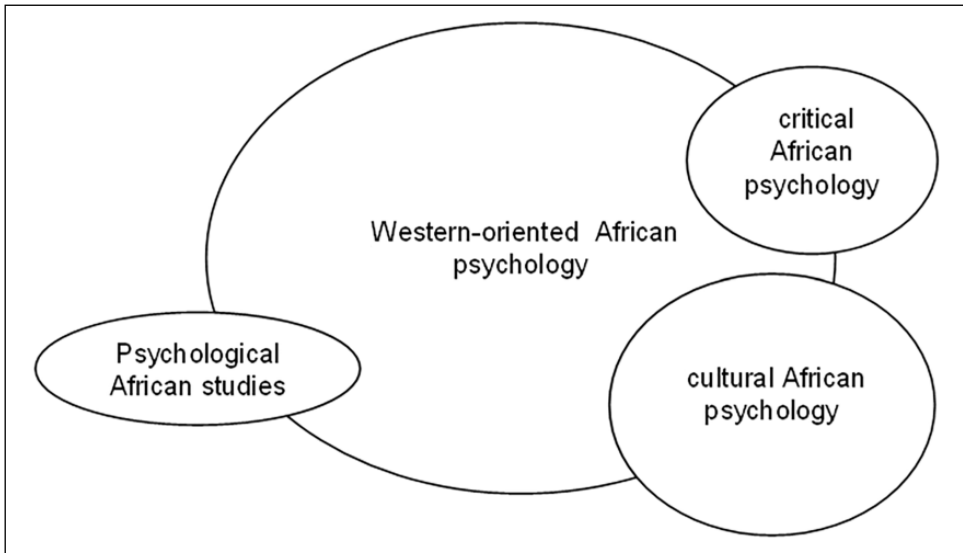 critical
African
psychology
Western-oriented African
psychology
Psychological
African studies
cultural African
psychology